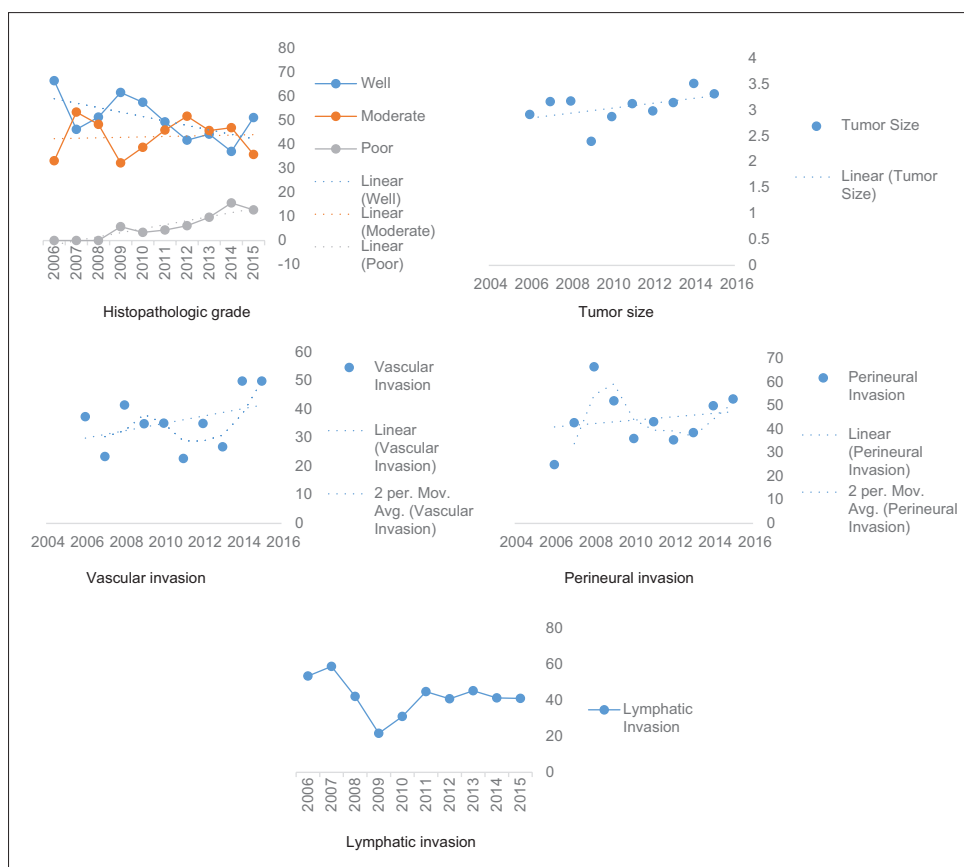 80
70
60
50
40
30
20
10
0
-10
2006
2007
2008
2009
2010
2011
2012
2013
2014
2015
Well
Moderate
Poor
Linear
(Well)
Linear
(Moderate)
Linear
(Poor)
Histopathologic grade
4
3.5
3
2.5
2
1.5
1
0.5
0
2004 2006 2008 2010 2012 2014 2016
Tumor Size
Linear (Tumor
Size)
Tumor size
60
50
40
30
20
10
0
2004 2006 2008 2010 2012 2014 2016
Vascular
Invasion
Linear
(Vascular
Invasion)
2 per. Mov.
Avg. (Vascular
Invasion)
Vascular invasion
70
60
50
40
30
20
10
0
2004 2006 2008 2010 2012 2014 2016
Perineural
Invasion
Linear
(Perineural
Invasion)
2 per. Mov.
Avg. (Perineural
Invasion)
Perineural invasion
80
60
40
20
0
2006
2007
2008
2009
2010
2011
2012
2013
2014
2015
Lymphatic
Invasion
Lymphatic invasion